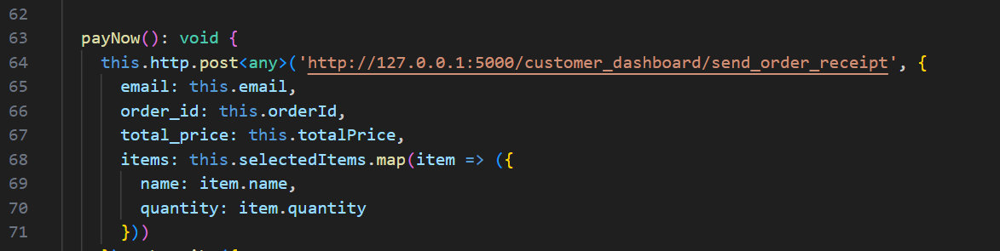 62
63 payNow(): void {
64 this.http.post<any>('http://127.0.0.1:5000/customer_dashboard/send_order_receipt', {
65 email: this.email,
66 order_id: this.orderId,
67 total_price: this.totalPrice,
68 items: this.selectedItems.map(item => ({
69 name: item.name,
70 quantity: item.quantity
71 }))